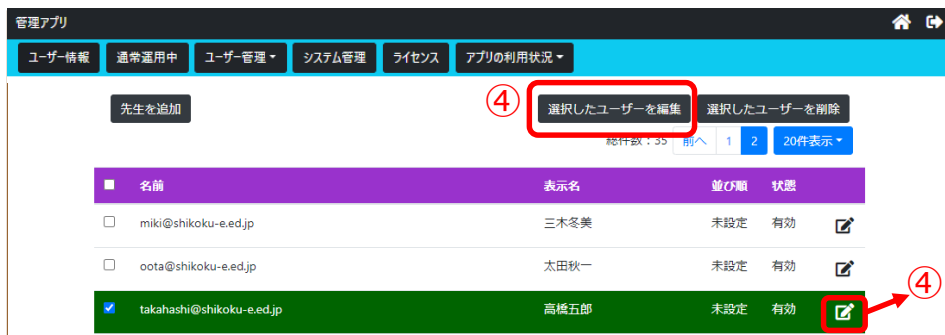 管理アプリ
ユーザー情報 通常運用中 ユーザー管理 システム管理 ライセンス アプリの利用状況
先生を追加 ④ 選択したユーザーを編集 選択したユーザーを削除
総件数：35 前へ 1 2 20件表示
名前 表示名 並び順 状態
miki@shikoku-e.ed.jp 三木冬美 未設定 有効
oota@shikoku-e.ed.jp 太田秋一 未設定 有効
④
takahashi@shikoku-e.ed.jp 高橋五郎 未設定 有効